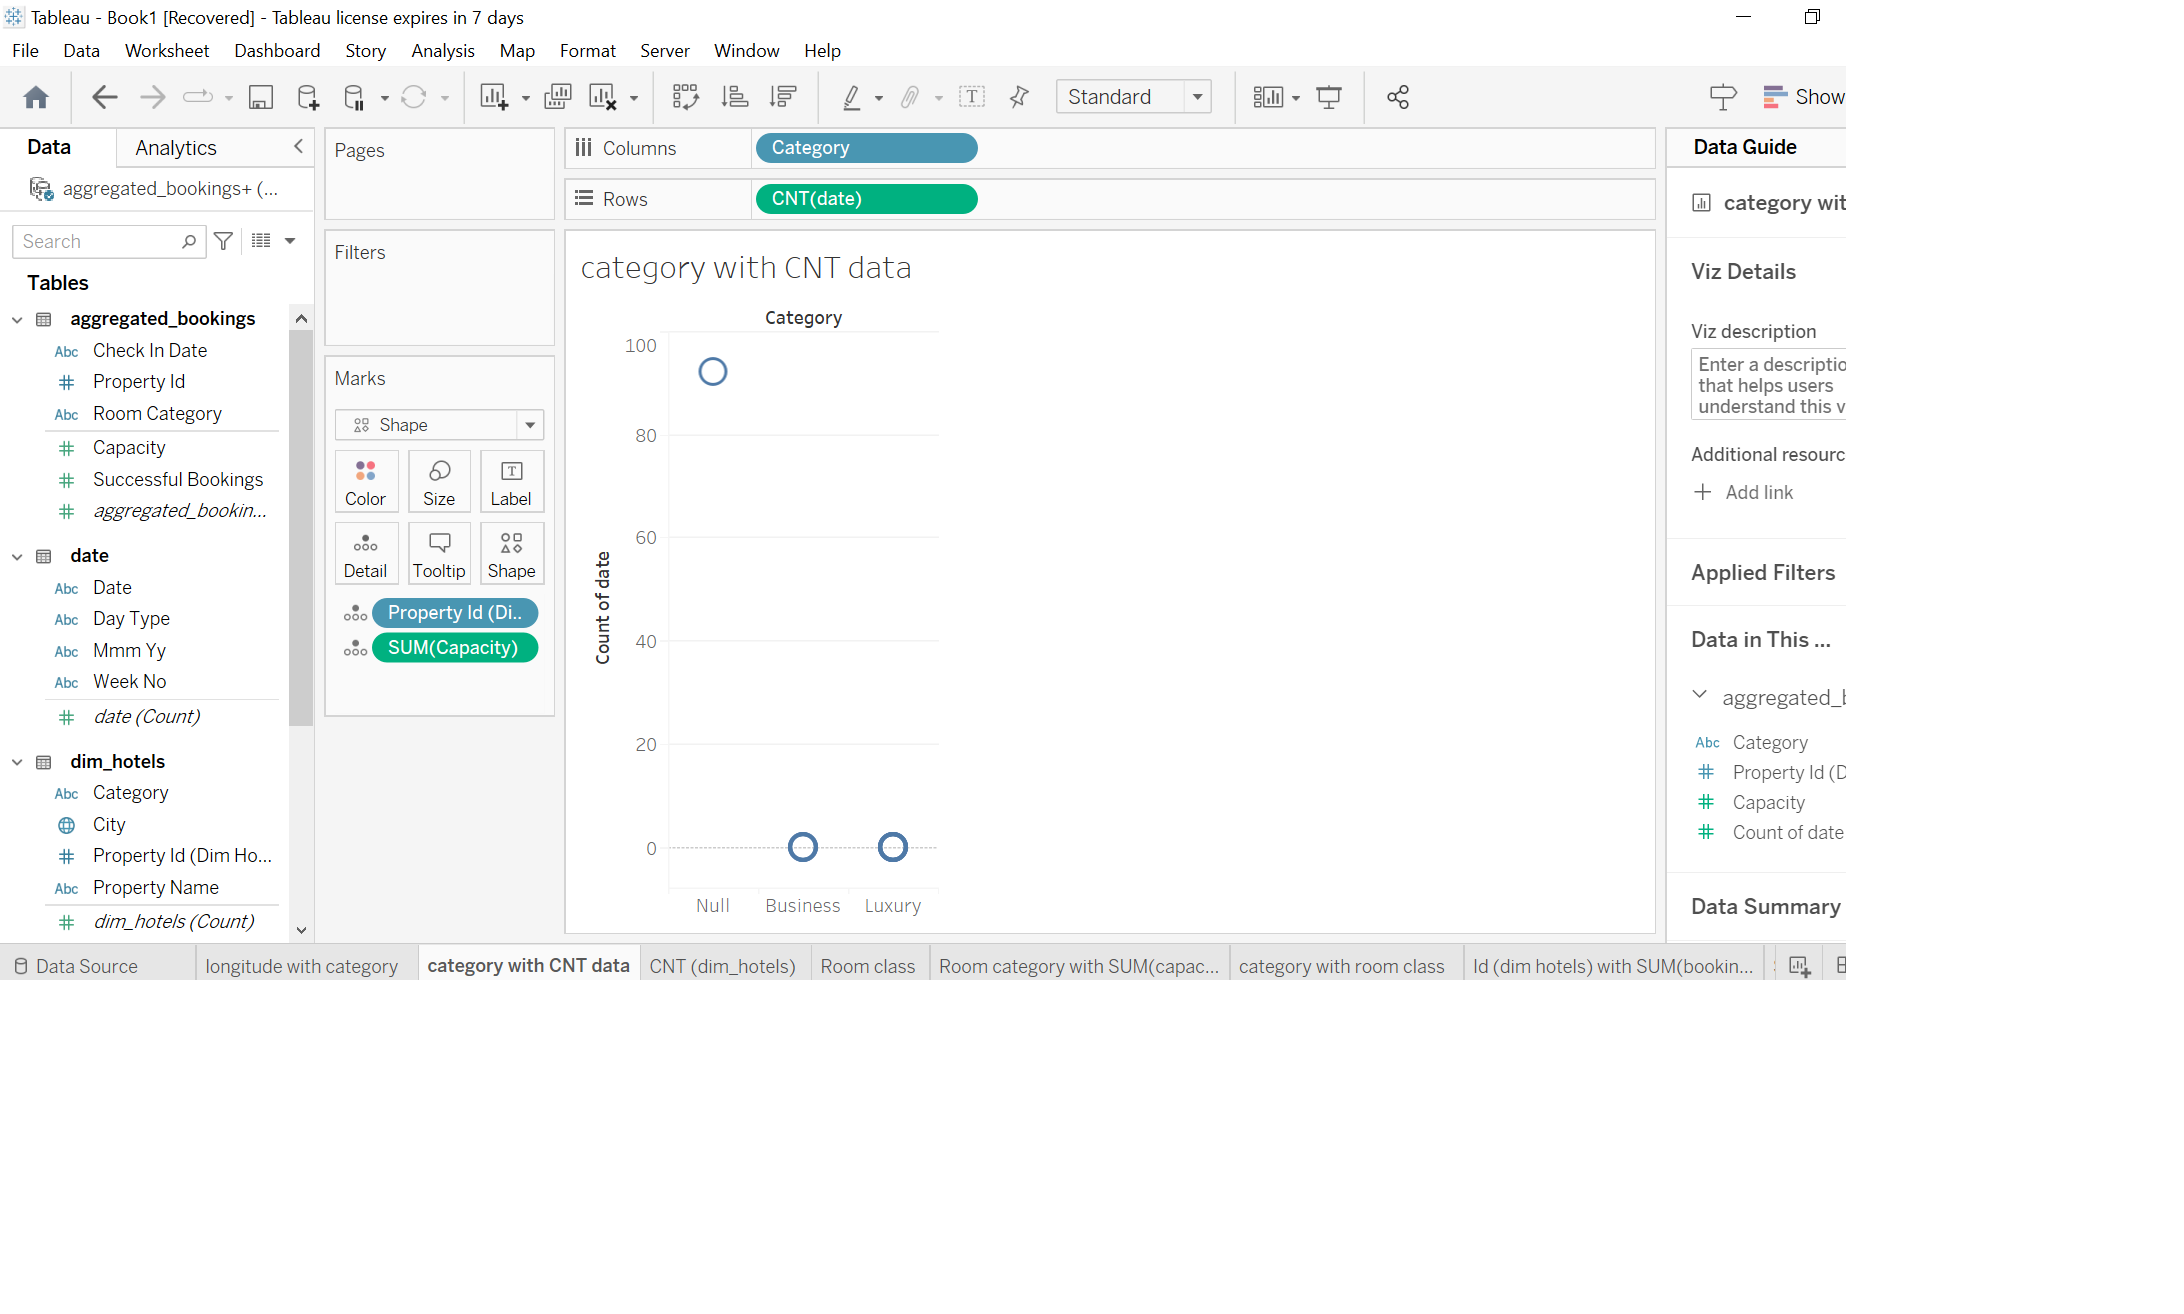 Tableau - Book1 [Recovered] - Tableau license expires in 7 days
File Data Worksheet Dashboard Story Analysis Map Format Server Window Help
Standard
Show
Data
Analytics
aggregated_bookings+ (...
Search
Tables
aggregated_bookings
Abc Check In Date
# Property Id
Abc Room Category
# Capacity
# Successful Bookings
# aggregated_bookin...
date
Abc Date
Abc Day Type
Abc Mmm Yy
Abc Week No
# date (Count)
dim_hotels
Abc Category
City
# Property Id (Dim Ho...
Abc Property Name
# dim_hotels (Count)
Pages
Filters
Marks
Shape
Color Size Label
Detail Tooltip Shape
Property Id (Di..
SUM(Capacity)
Columns Category
Rows CNT(date)
category with CNT data
Category
100
80
60
40
20
0
Count of date
Null Business Luxury
Data Guide
category wit
Viz Details
Viz description
Enter a descriptio
that helps users
understand this v
Additional resourc
Add link
Applied Filters
Data in This ...
aggregated_b
Abc Category
# Property Id (D
# Capacity
# Count of date
Data Summary
Data Source longitude with category category with CNT data CNT (dim_hotels) Room class Room category with SUM(capac... category with room class Id (dim hotels) with SUM(bookin...